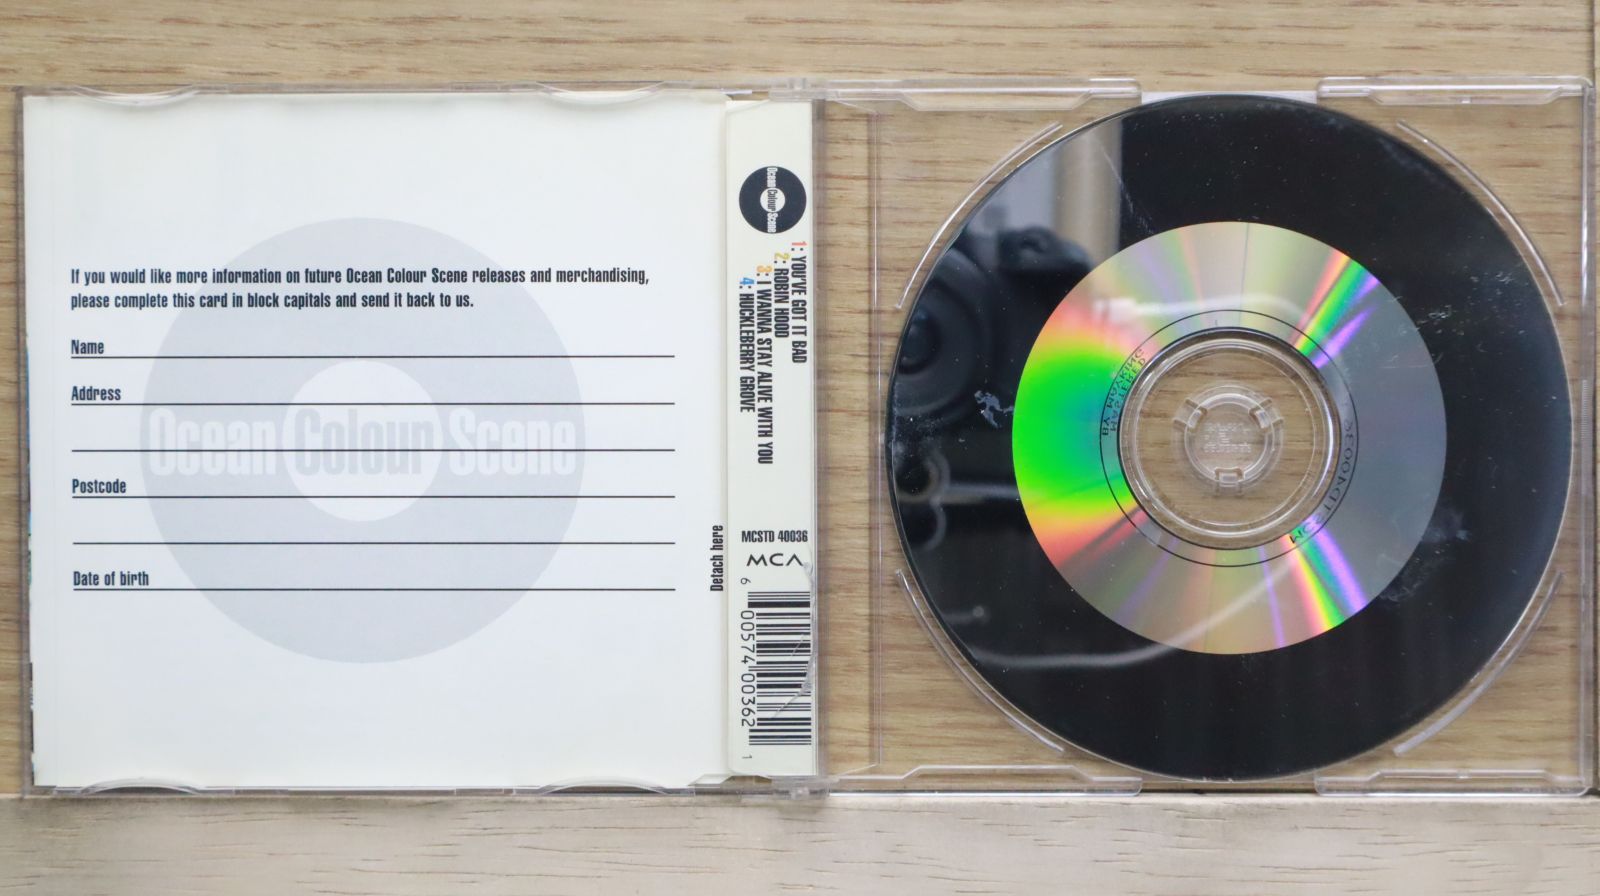 If you would like more information on future Ocean Colour Scene releases and merchandising,
please complete this card in block capitals and send it back to us.
Name
Address
Ocean Colour Scene
Postcode
Date of birth
Detach here
Ocean Colour Scene
1: YOU'VE GOT IT BAD
2: ROBIN HOOD
3: I WANNA STAY ALIVE WITH YOU
4: HUCKLEBERRY GROVE
MCSTD 40036
MCA
6 00574 00362 1
MASTERED
BY MAYKING